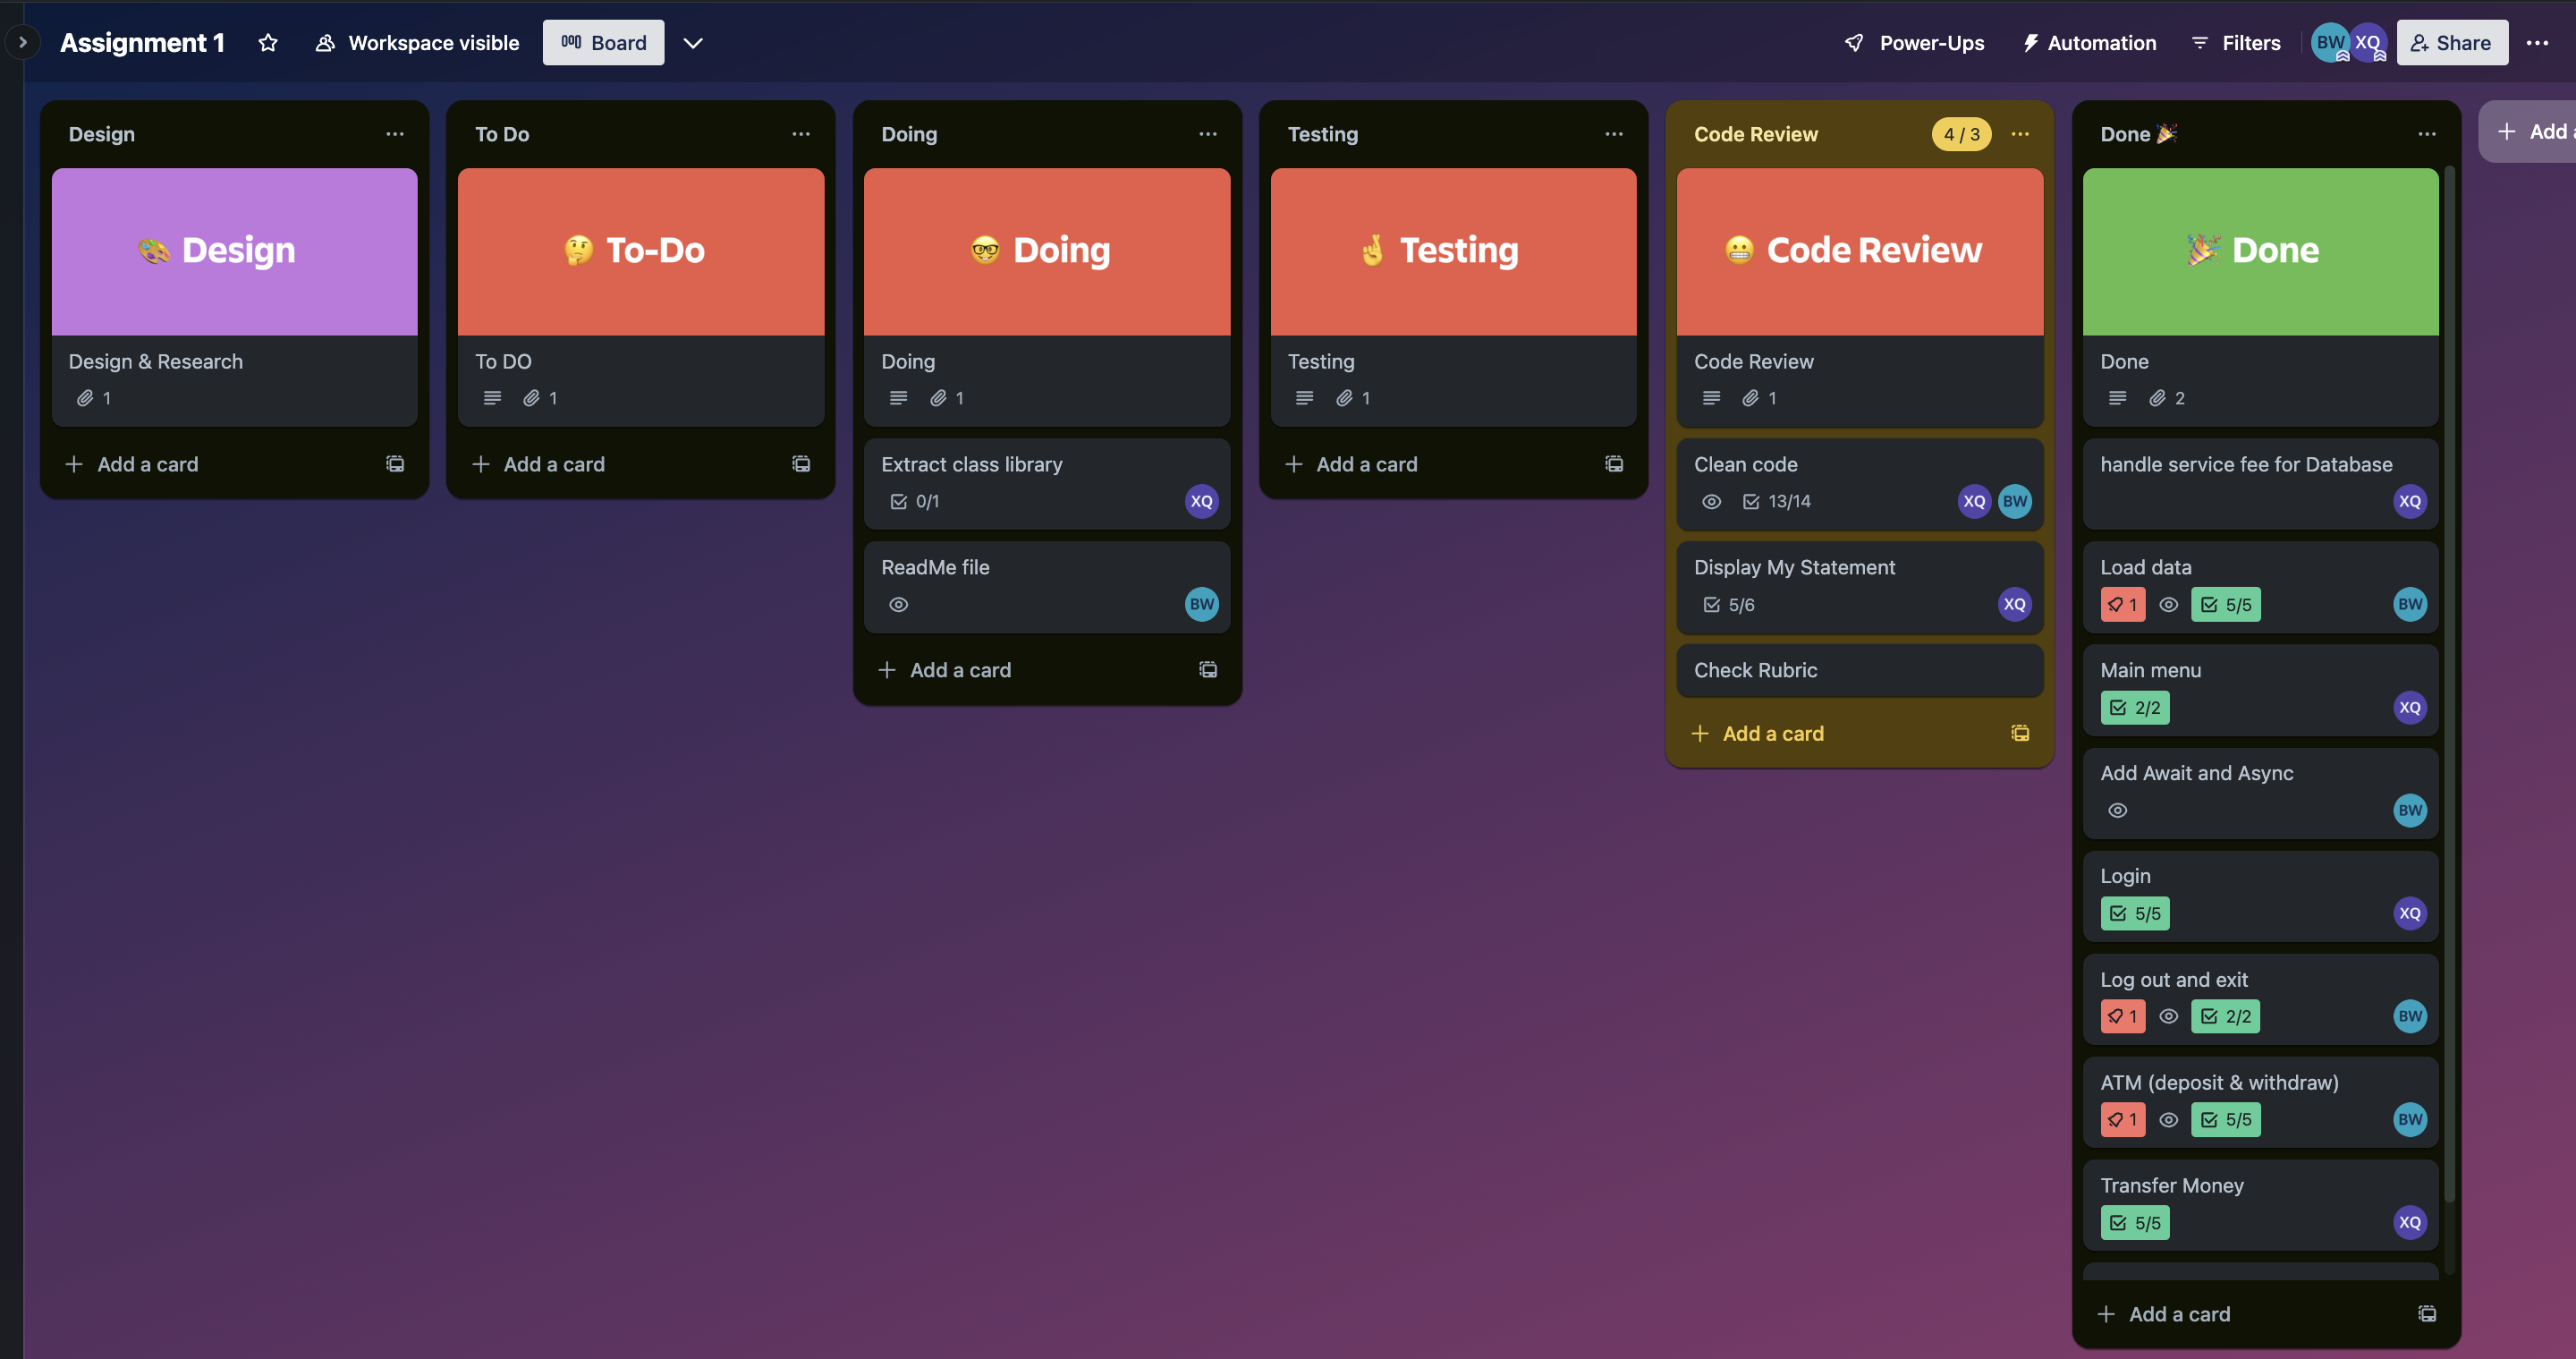 Assignment 1
Workspace visible
Board
Power-Ups
Automation
Filters
BW
XQ
Share
Design
🎨 Design
Design & Research
1
Add a card
To Do
🤔 To-Do
To DO
1
Add a card
Doing
🤓 Doing
Doing
1
Extract class library
0/1
XQ
ReadMe file
BW
Add a card
Testing
🤞 Testing
Testing
1
Add a card
Code Review
4 / 3
😬 Code Review
Code Review
1
Clean code
13/14
XQ
BW
Display My Statement
5/6
XQ
Check Rubric
Add a card
Done 🎉
🎉 Done
Done
2
handle service fee for Database
XQ
Load data
1
5/5
BW
Main menu
2/2
XQ
Add Await and Async
BW
Login
5/5
XQ
Log out and exit
1
2/2
BW
ATM (deposit & withdraw)
1
5/5
BW
Transfer Money
5/5
XQ
Add a card
Add